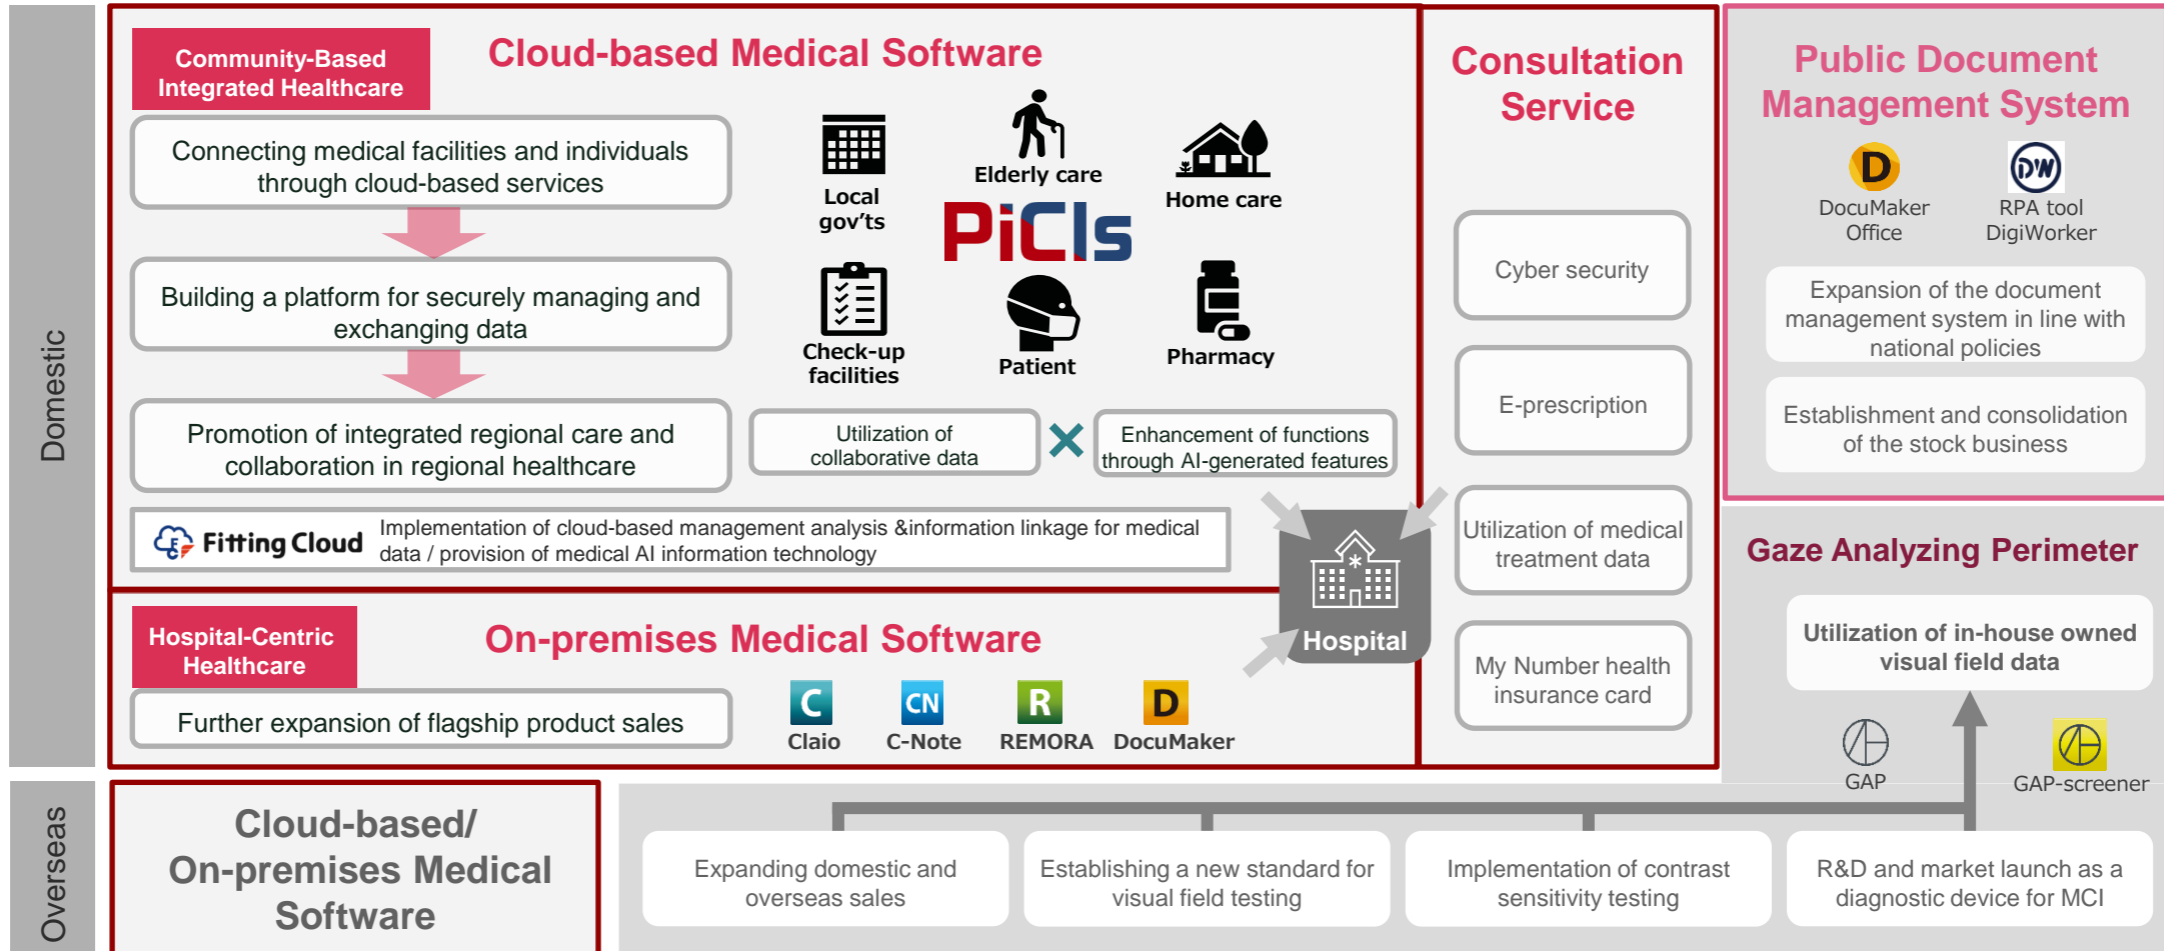 Domestic
Community-Based
Integrated Healthcare
Cloud-based Medical Software
Connecting medical facilities and individuals
through cloud-based services
Building a platform for securely managing and
exchanging data
Promotion of integrated regional care and
collaboration in regional healthcare
Local
gov'ts
Elderly care
Home care
PiCls
Check-up
facilities
Patient
Pharmacy
Utilization of
collaborative data
Enhancement of functions
through AI-generated features
Fitting Cloud
Implementation of cloud-based management analysis &information linkage for medical
data / provision of medical AI information technology
Hospital
Hospital-Centric
Healthcare
On-premises Medical Software
Further expansion of flagship product sales
C
Claio
CN
C-Note
R
REMORA
D
DocuMaker
Consultation
Service
Cyber security
E-prescription
Utilization of medical
treatment data
My Number health
insurance card
Public Document
Management System
D
DocuMaker
Office
DW
RPA tool
DigiWorker
Expansion of the document
management system in line with
national policies
Establishment and consolidation
of the stock business
Gaze Analyzing Perimeter
Utilization of in-house owned
visual field data
GAP
GAP-screener
Overseas
Cloud-based/
On-premises Medical
Software
Expanding domestic and
overseas sales
Establishing a new standard for
visual field testing
Implementation of contrast
sensitivity testing
R&D and market launch as a
diagnostic device for MCI